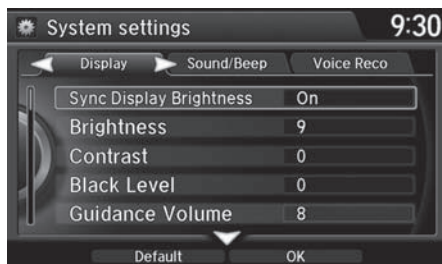 System settings 9:30
Display Sound/Beep Voice Reco
Sync Display Brightness On
Brightness 9
Contrast 0
Black Level 0
Guidance Volume 8
Default OK